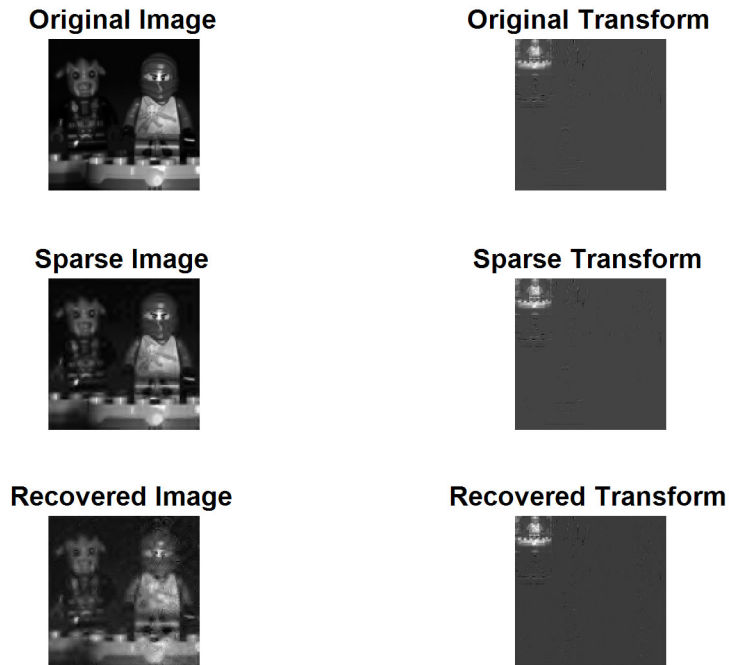 Original Image
Original Transform
Sparse Image
Sparse Transform
Recovered Image
Recovered Transform